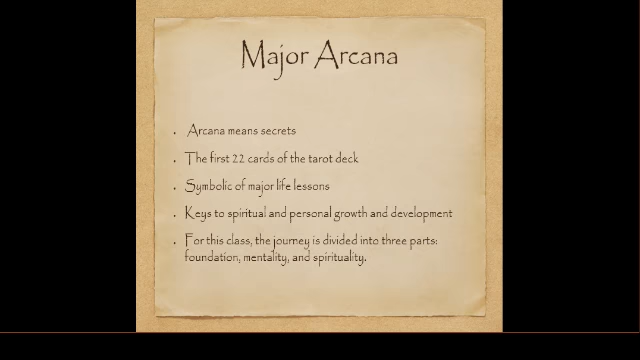 Major Arcana
• Arcana means secrets
• The first 22 cards of the tarot deck
• Symbolic of major life lessons
• Keys to spiritual and personal growth and development
• For this class, the journey is divided into three parts:
foundation, mentality, and spirituality.